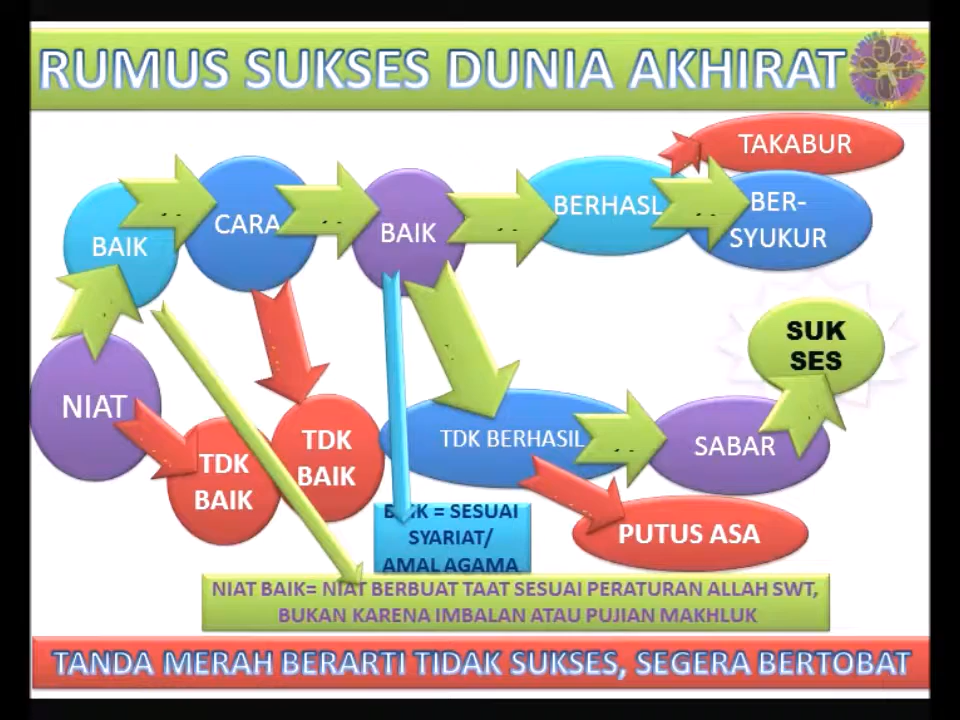 RUMUS SUKSES DUNIA AKHIRAT
TAKABUR
BERHASL
BER-
SYUKUR
CARA
BAIK
BAIK
SUK
SES
NIAT
TDK
BAIK
TDK
BAIK
TDK BERHASIL
SABAR
PUTUS ASA
BAIK = SESUAI
SYARIAT/
AMAL AGAMA
NIAT BAIK= NIAT BERBUAT TAAT SESUAI PERATURAN ALLAH SWT,
BUKAN KARENA IMBALAN ATAU PUJIAN MAKHLUK
TANDA MERAH BERARTI TIDAK SUKSES, SEGERA BERTOBAT